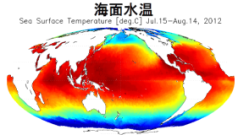 海面水温
Sea Surface Temperature [deg.C] Jul.15-Aug.14, 2012